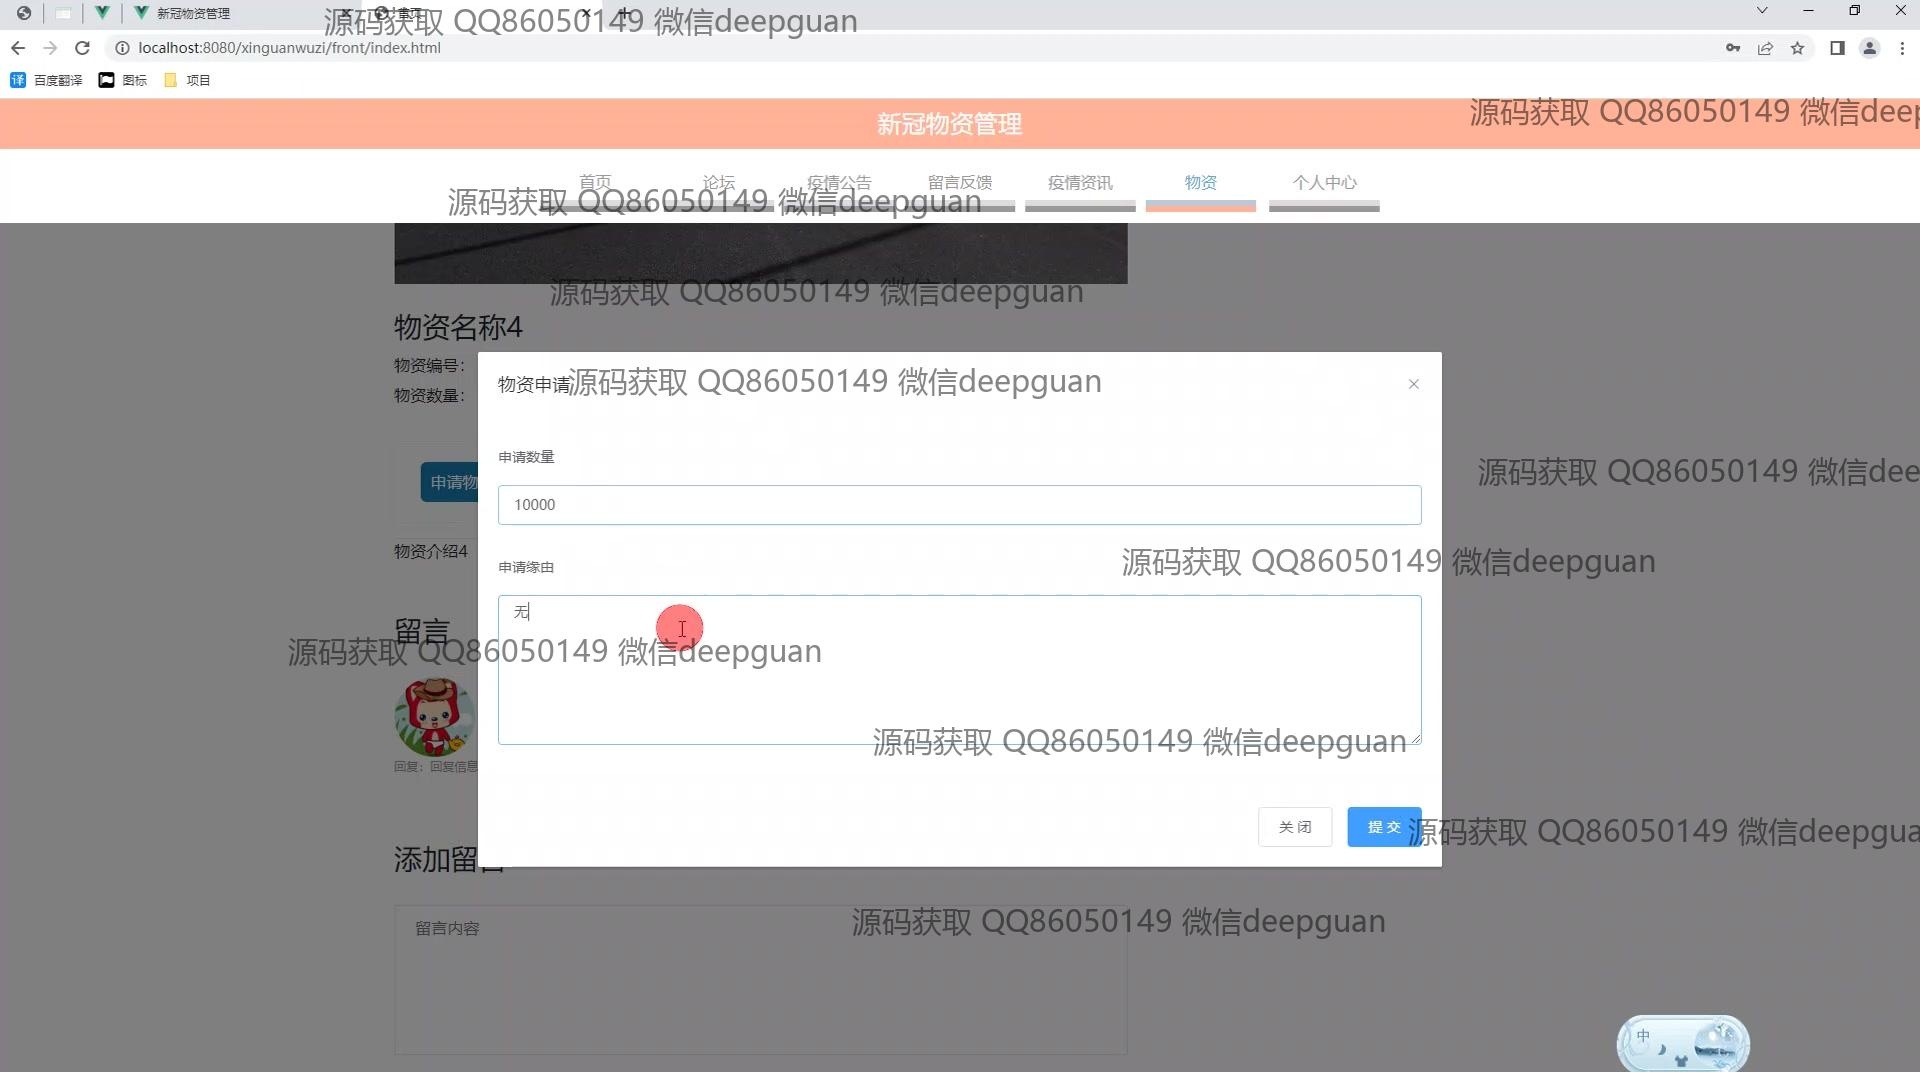 新冠物资管理
首页
源码获取 QQ86050149 微信deepguan
localhost:8080/xinguanwuzi/front/index.html
百度翻译 图标 项目
新冠物资管理
源码获取 QQ86050149 微信deep
首页 论坛 疫情公告 留言反馈 疫情资讯 物资 个人中心
源码获取 QQ86050149 微信deepguan
源码获取 QQ86050149 微信deepguan
物资名称4
物资编号：
物资申请
源码获取 QQ86050149 微信deepguan
物资数量：
申请数量
源码获取 QQ86050149 微信dee
申请物
10000
物资介绍4
申请缘由
源码获取 QQ86050149 微信deepguan
无
留言
源码获取 QQ86050149 微信deepguan
源码获取 QQ86050149 微信deepguan
回复：回复信息
关闭 提交
源码获取 QQ86050149 微信deepgua
添加留言
留言内容
源码获取 QQ86050149 微信deepguan
中